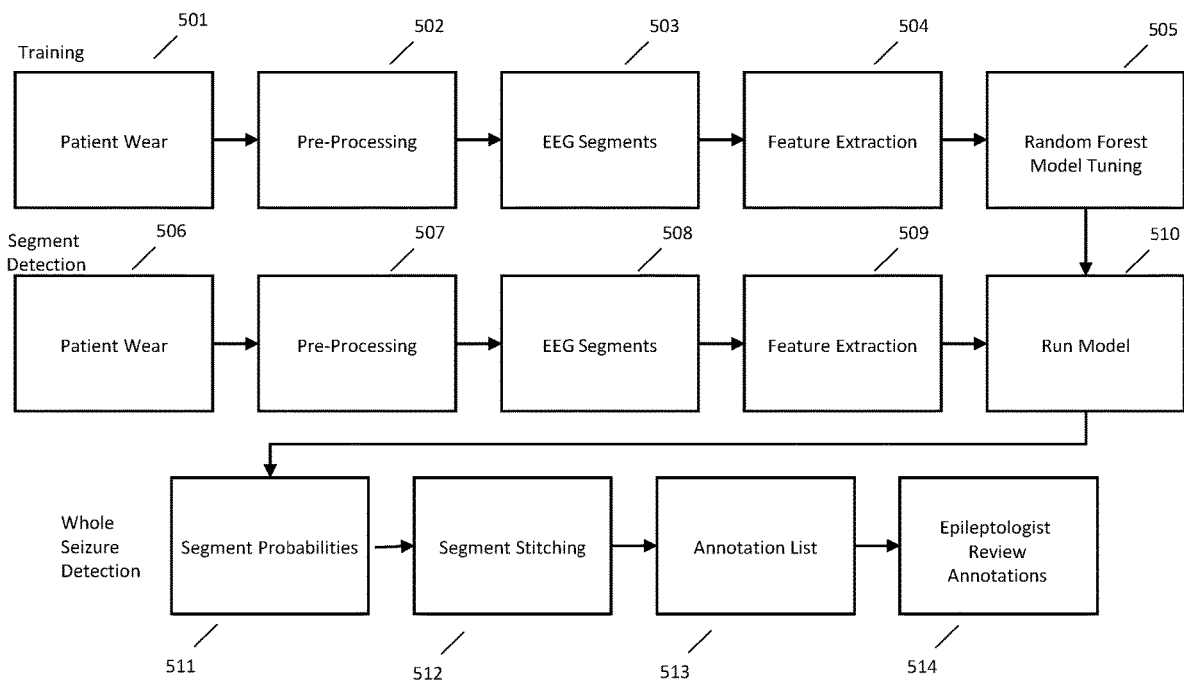 501
502
503
504
505
Training
Patient Wear
Pre-Processing
EEG Segments
Feature Extraction
Random Forest
Model Tuning
506
507
508
509
510
Segment
Detection
Patient Wear
Pre-Processing
EEG Segments
Feature Extraction
Run Model
Whole
Seizure
Detection
Segment Probabilities
Segment Stitching
Annotation List
Epileptologist
Review
Annotations
511
512
513
514